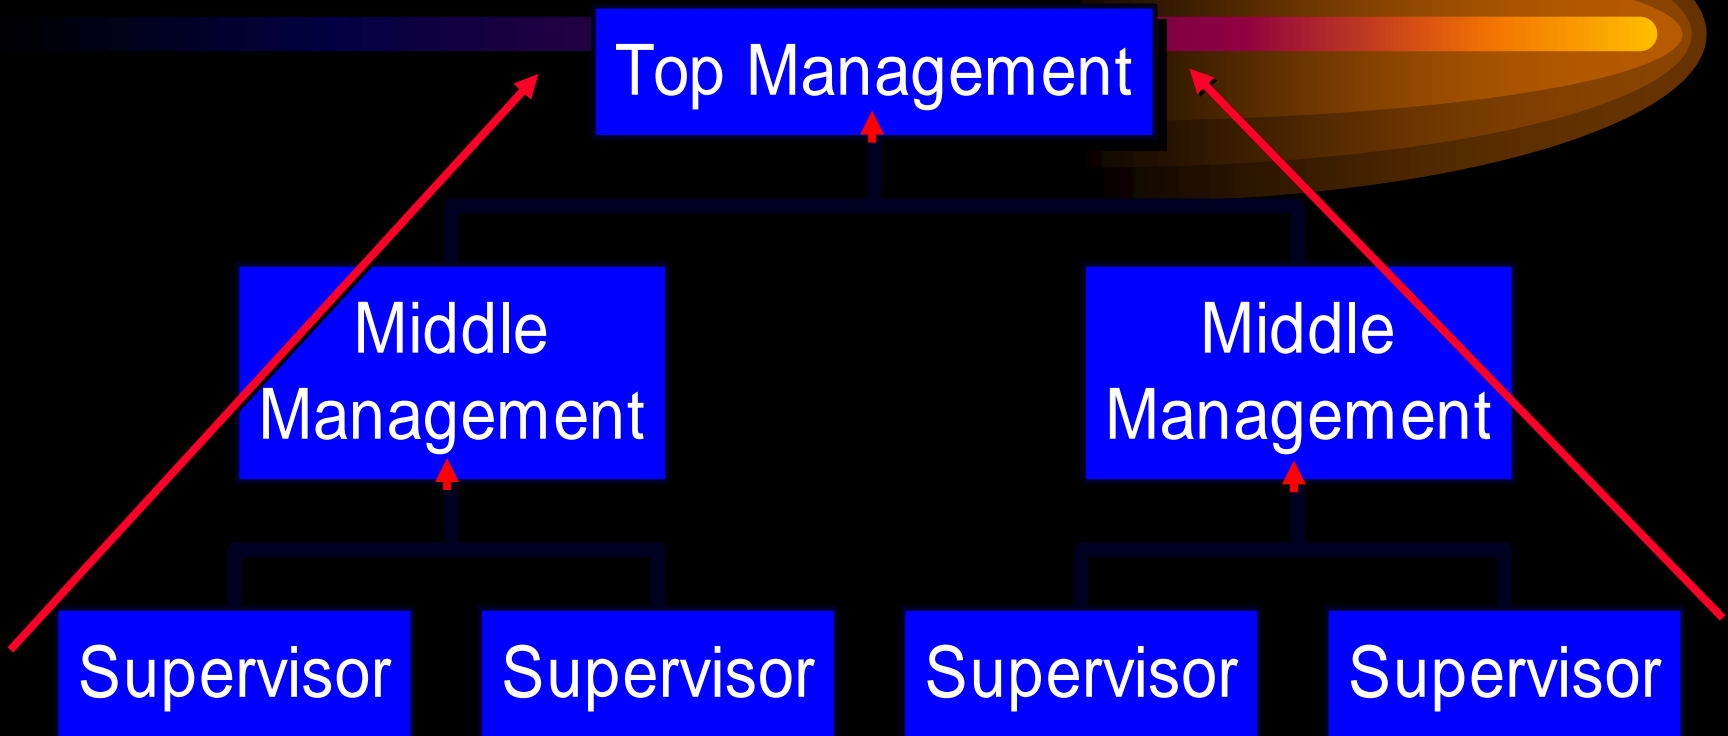 Top Management
Middle
Management
Middle
Management
Supervisor
Supervisor
Supervisor
Supervisor